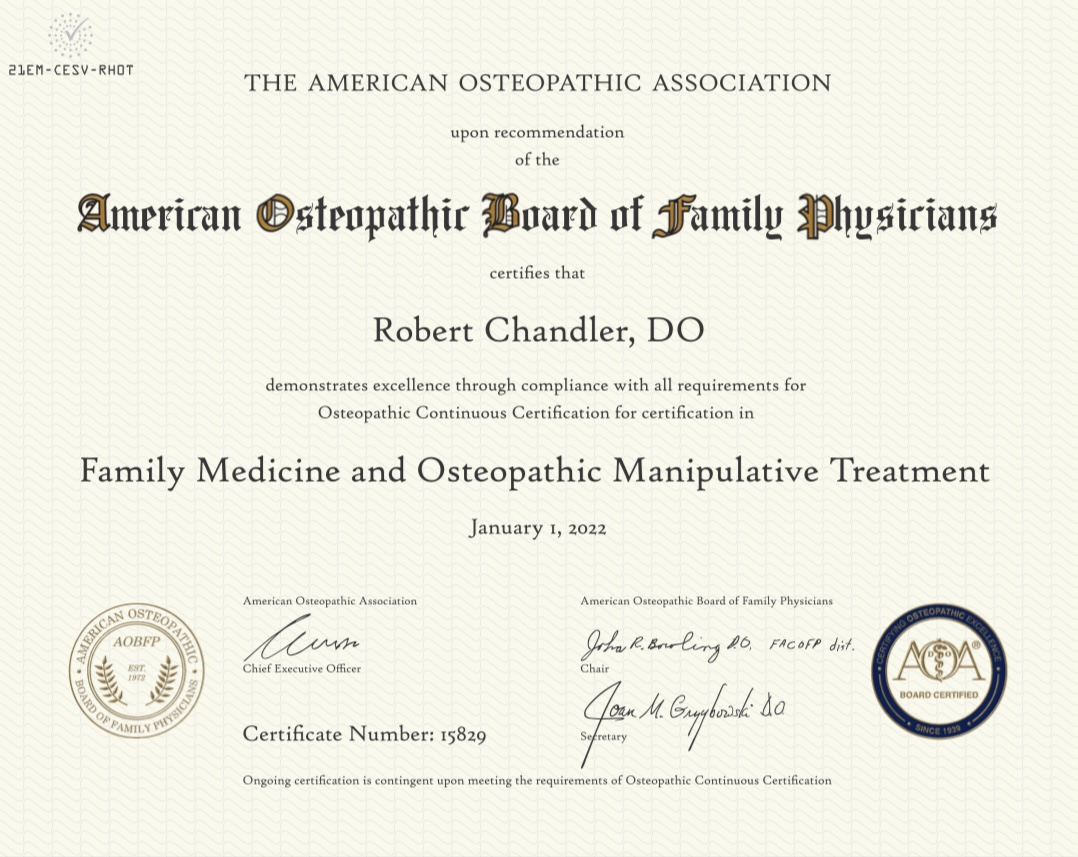 21EM-CESV-RHOT
THE AMERICAN OSTEOPATHIC ASSOCIATION
upon recommendation
of the
American Osteopathic Board of Family Physicians
certifies that
Robert Chandler, DO
demonstrates excellence through compliance with all requirements for
Osteopathic Continuous Certification for certification in
Family Medicine and Osteopathic Manipulative Treatment
January 1, 2022
American Osteopathic Association
Chief Executive Officer
Certificate Number: 15829
American Osteopathic Board of Family Physicians
John R. Bowling D.O. FACOFP dist.
Chair
Joan M. Grzybowski DO
Secretary
AMERICAN OSTEOPATHIC
BOARD OF FAMILY PHYSICIANS
AOBFP
EST.
1972
CERTIFYING OSTEOPATHIC EXCELLENCE
AOA®
D O
BOARD CERTIFIED
SINCE 1939
Ongoing certification is contingent upon meeting the requirements of Osteopathic Continuous Certification